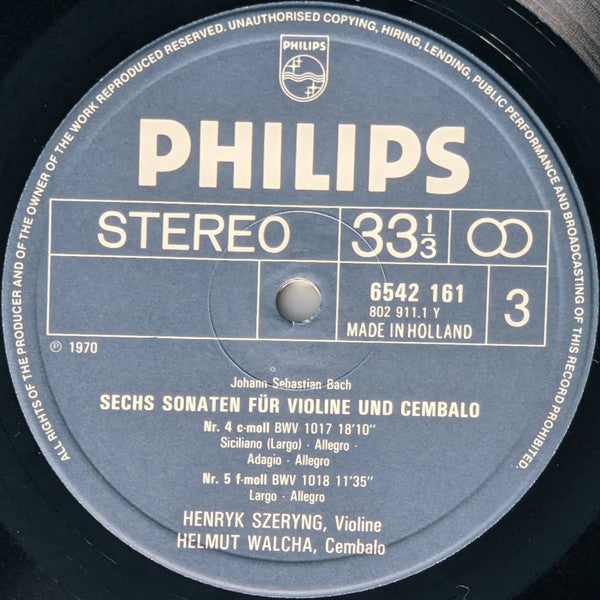 ALL RIGHTS OF THE PRODUCER AND OF THE OWNER OF THE WORK REPRODUCED RESERVED. UNAUTHORISED COPYING, HIRING, LENDING, PUBLIC PERFORMANCE AND BROADCASTING OF THIS RECORD PROHIBITED.
PHILIPS
PHILIPS
STEREO
33 1/3
6542 161
802 911.1 Y
MADE IN HOLLAND
3
℗ 1970
Johann Sebastian Bach
SECHS SONATEN FÜR VIOLINE UND CEMBALO
Nr. 4 c-moll BWV 1017 18'10"
Siciliano (Largo) · Allegro ·
Adagio · Allegro
Nr. 5 f-moll BWV 1018 11'35"
Largo · Allegro
HENRYK SZERYNG, Violine
HELMUT WALCHA, Cembalo